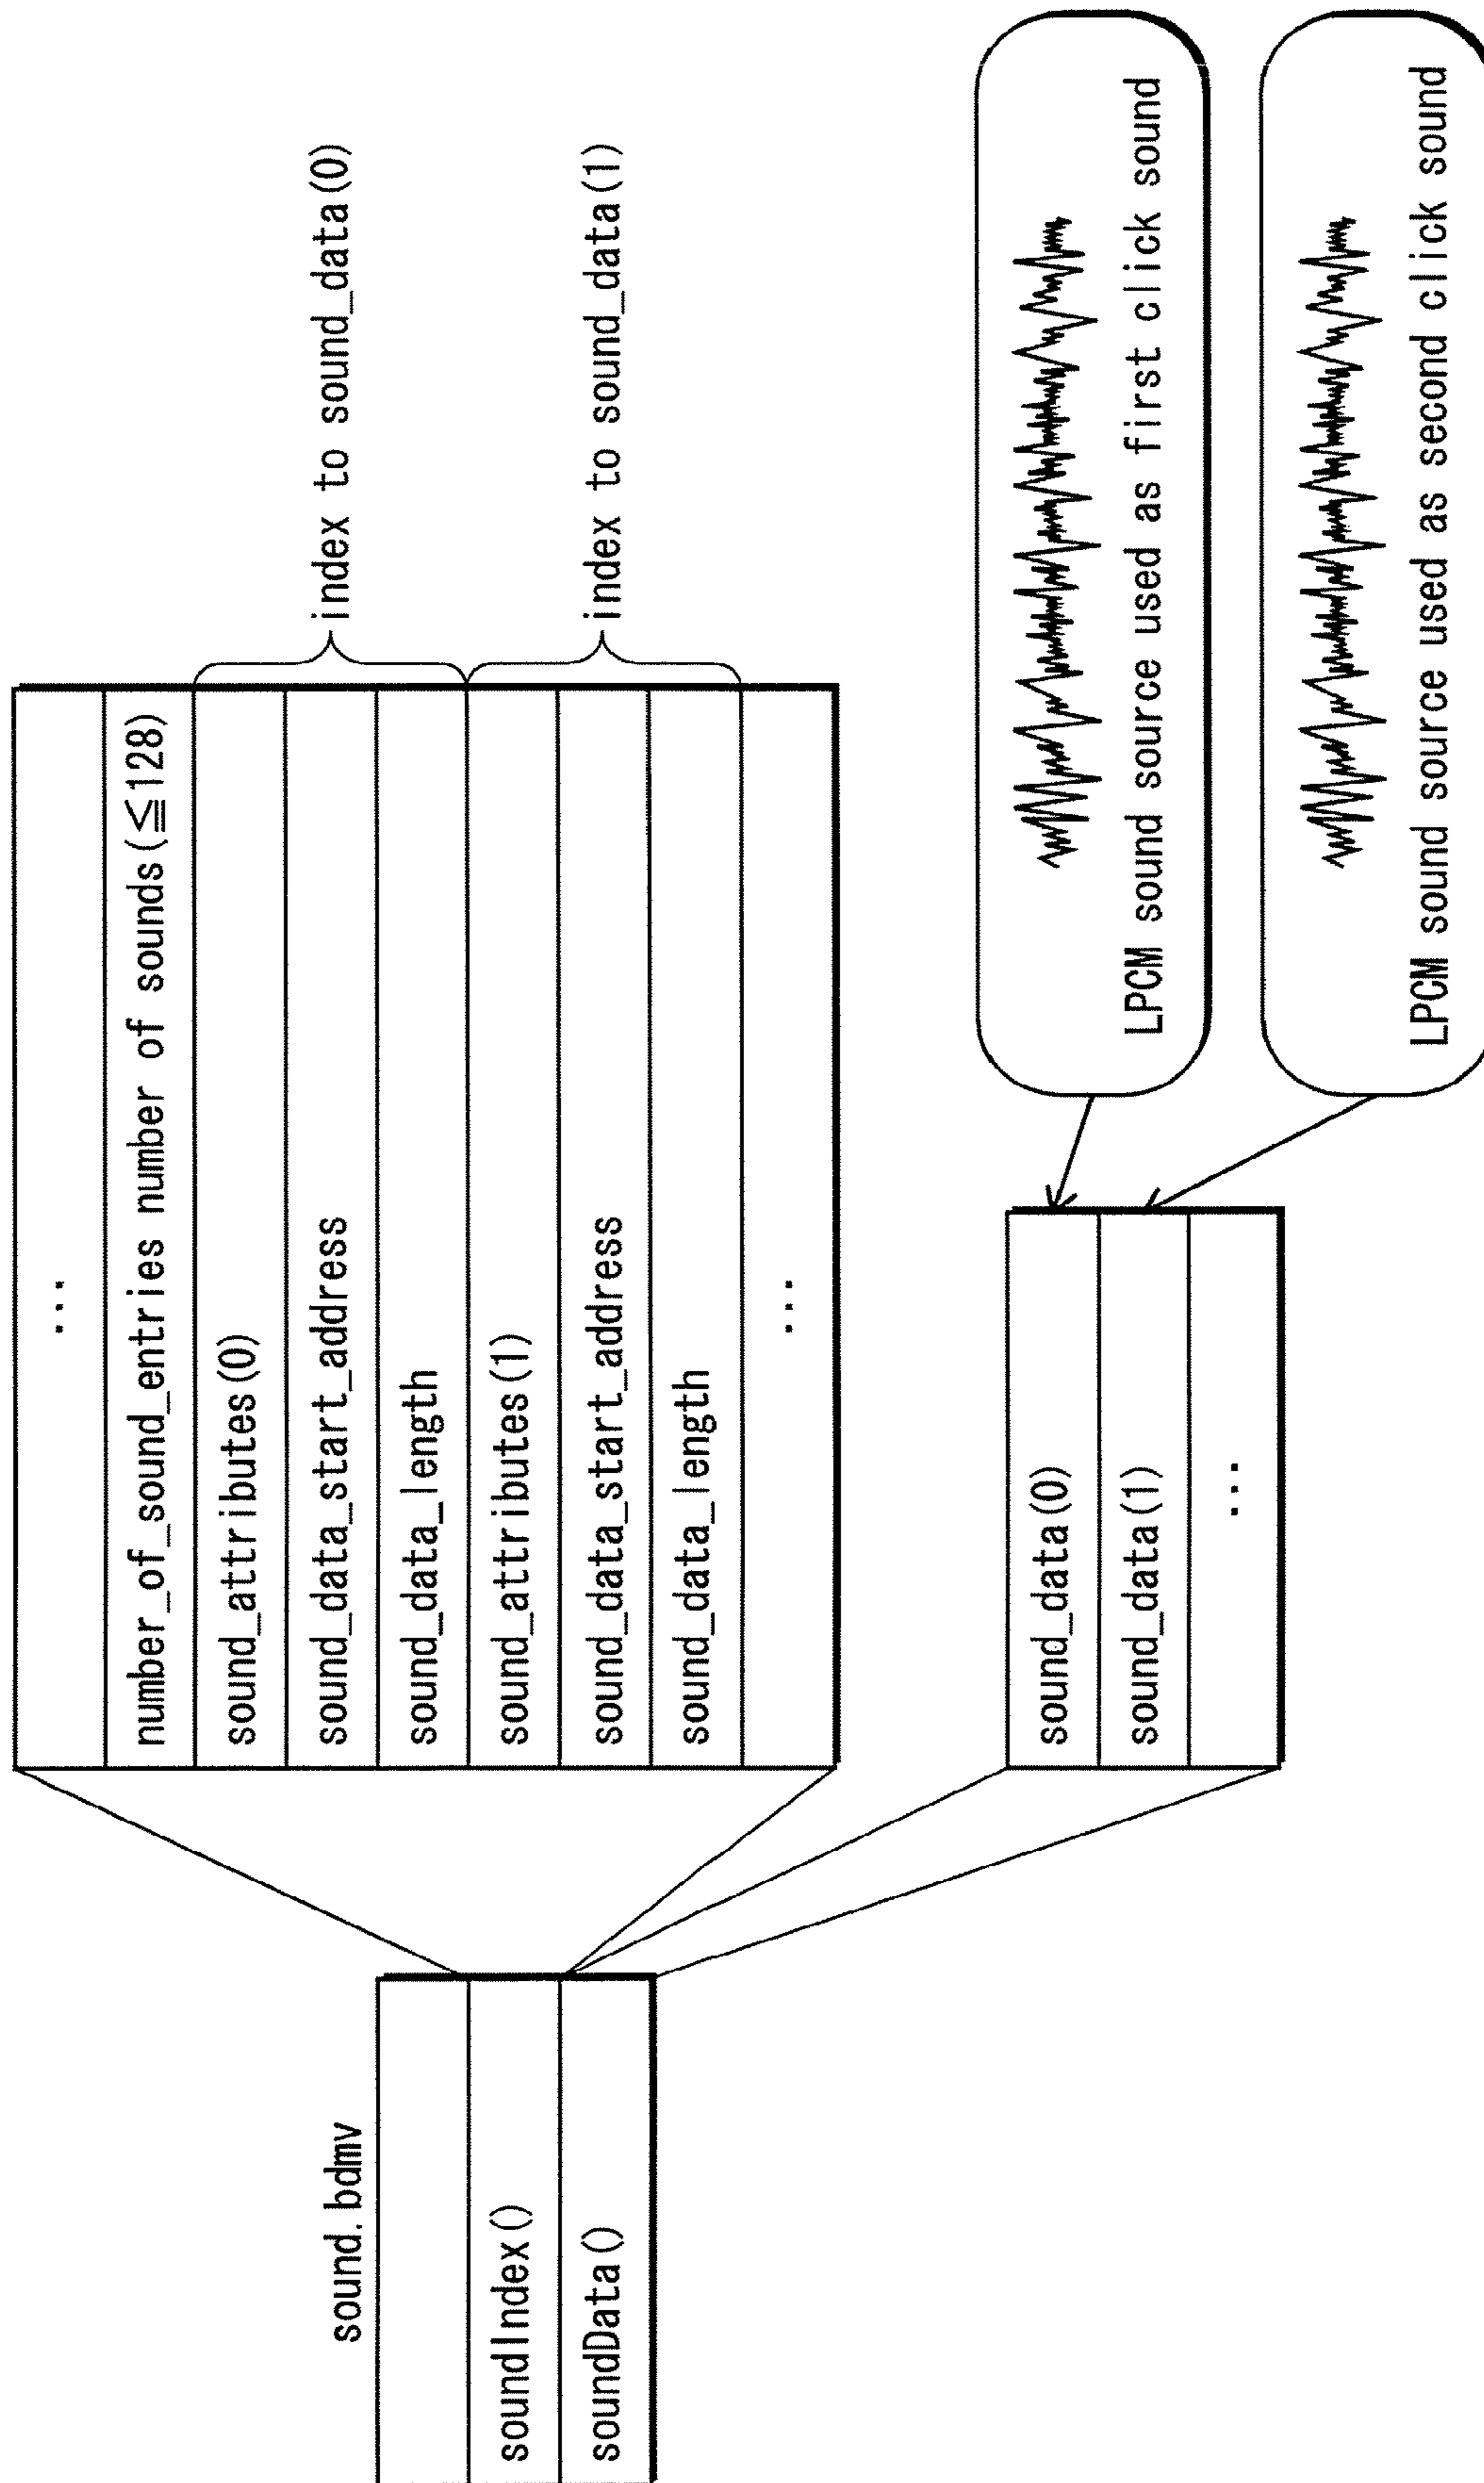 sound.bdmv
soundIndex()
soundData()
...
number_of_sound_entries number of sounds(≦128)
sound_attributes(0)
sound_data_start_address
sound_data_length
sound_attributes(1)
sound_data_start_address
sound_data_length
...
index to sound_data(0)
index to sound_data(1)
sound_data(0)
sound_data(1)
...
LPCM sound source used as first click sound
LPCM sound source used as second click sound